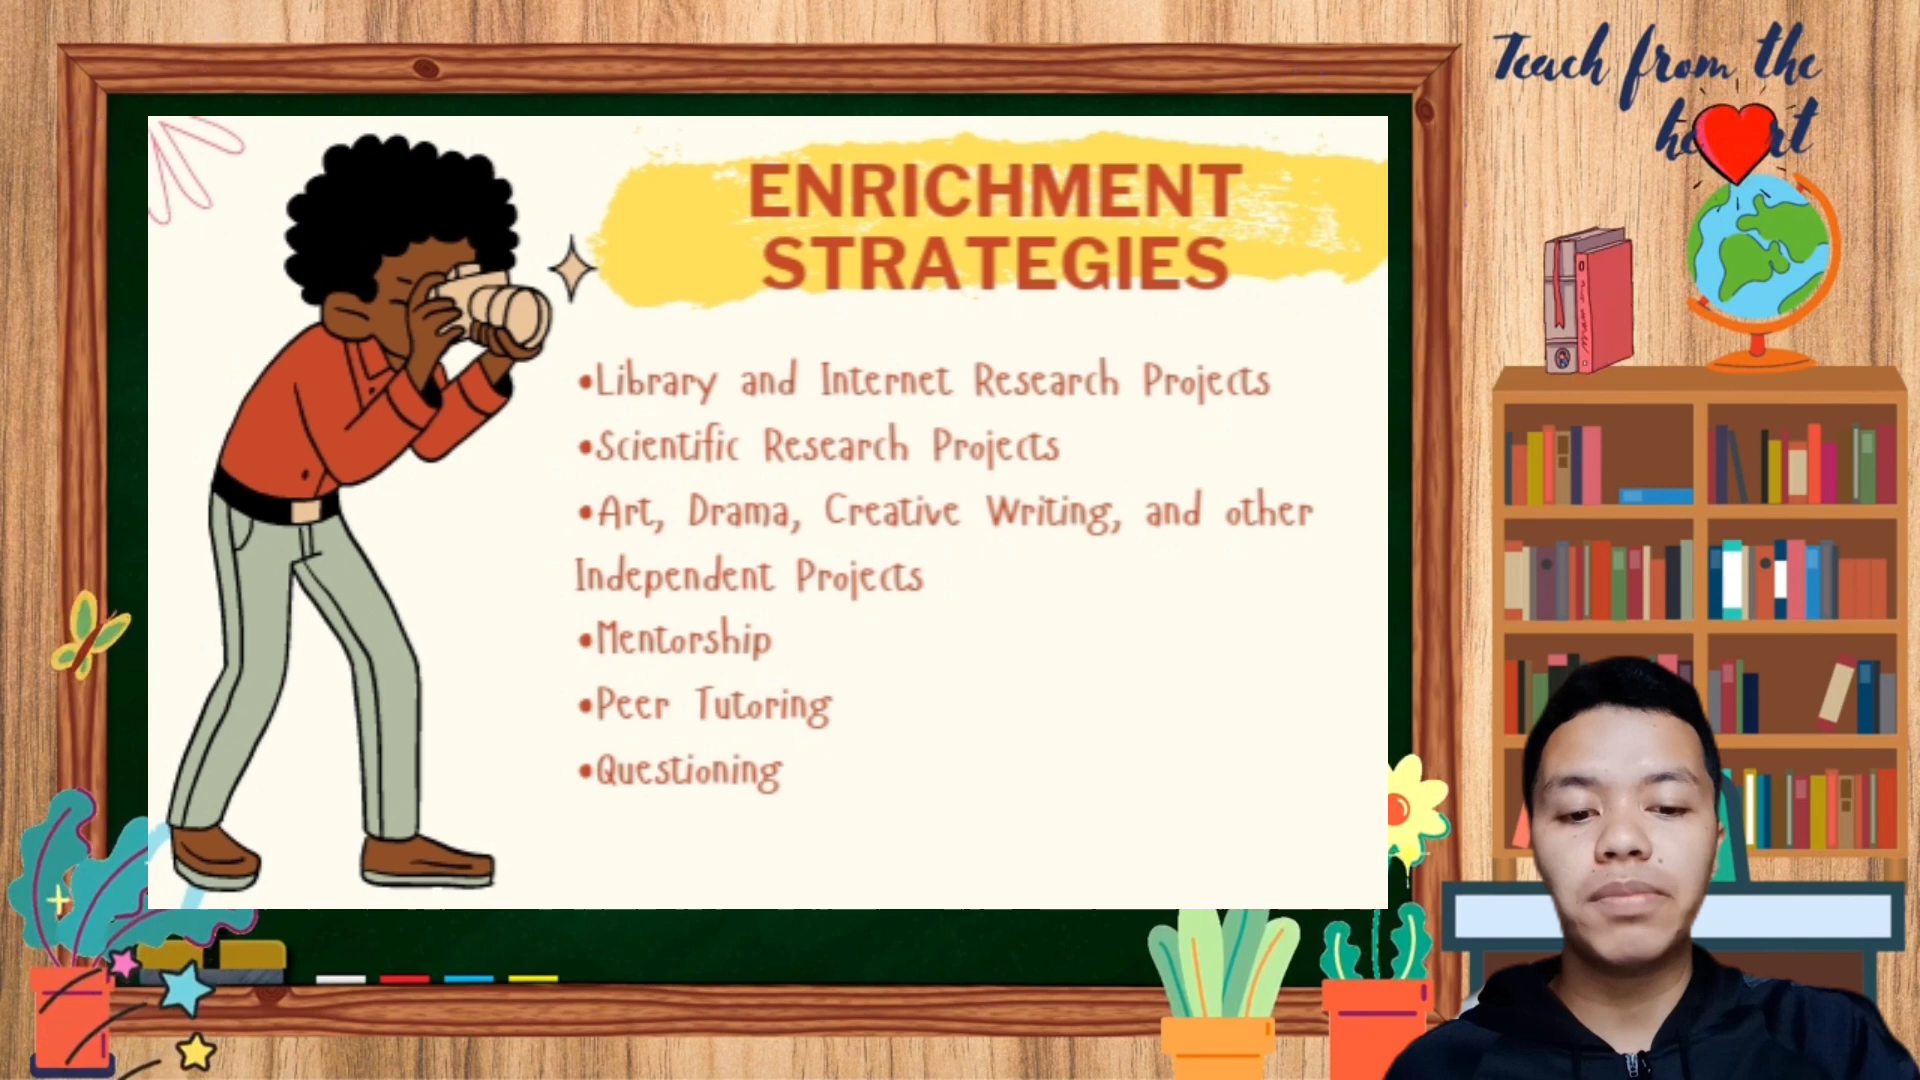 Teach from the
ENRICHMENT
STRATEGIES
•Library and Internet Research Projects
•Scientific Research Projects
•Art, Drama, Creative Writing, and other
Independent Projects
•Mentorship
•Peer Tutoring
•Questioning